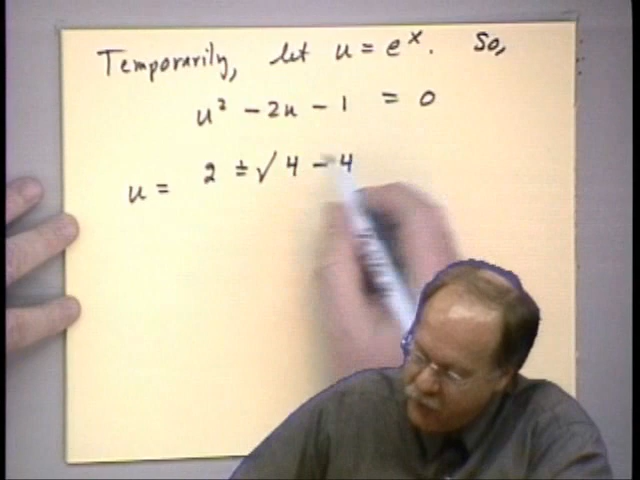 Temporarily, let u = e^x. So,
u² - 2u - 1 = 0
u = 2 ± √ 4 - 4